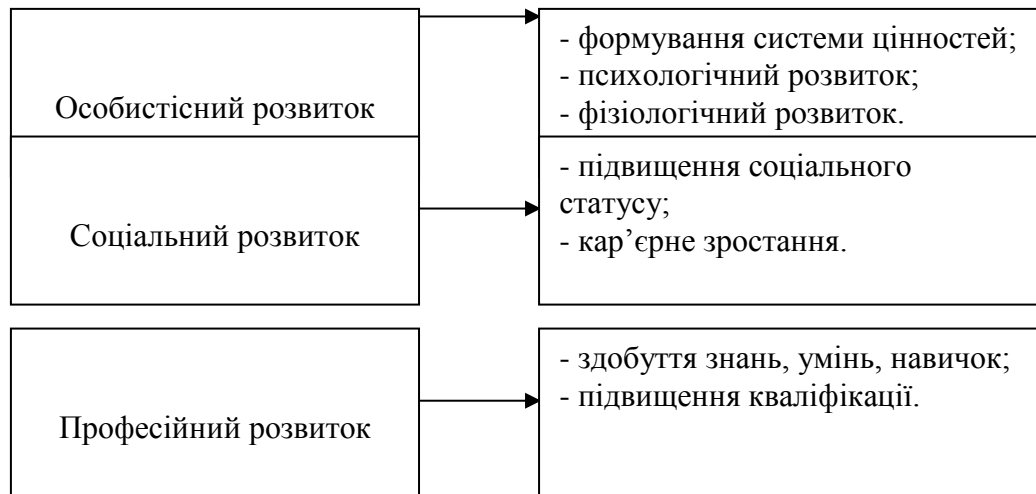 Особистісний розвиток
- формування системи цінностей;
- психологічний розвиток;
- фізіологічний розвиток.
Соціальний розвиток
- підвищення соціального
статусу;
- кар’єрне зростання.
Професійний розвиток
- здобуття знань, умінь, навичок;
- підвищення кваліфікації.